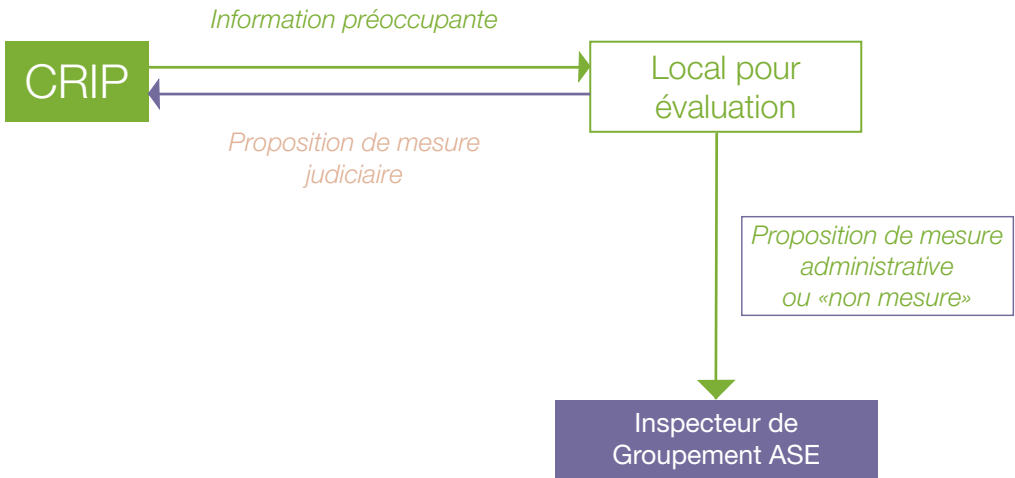 Information préoccupante
CRIP
Local pour
évaluation
Proposition de mesure
judiciaire
Proposition de mesure
administrative
ou «non mesure»
Inspecteur de
Groupement ASE